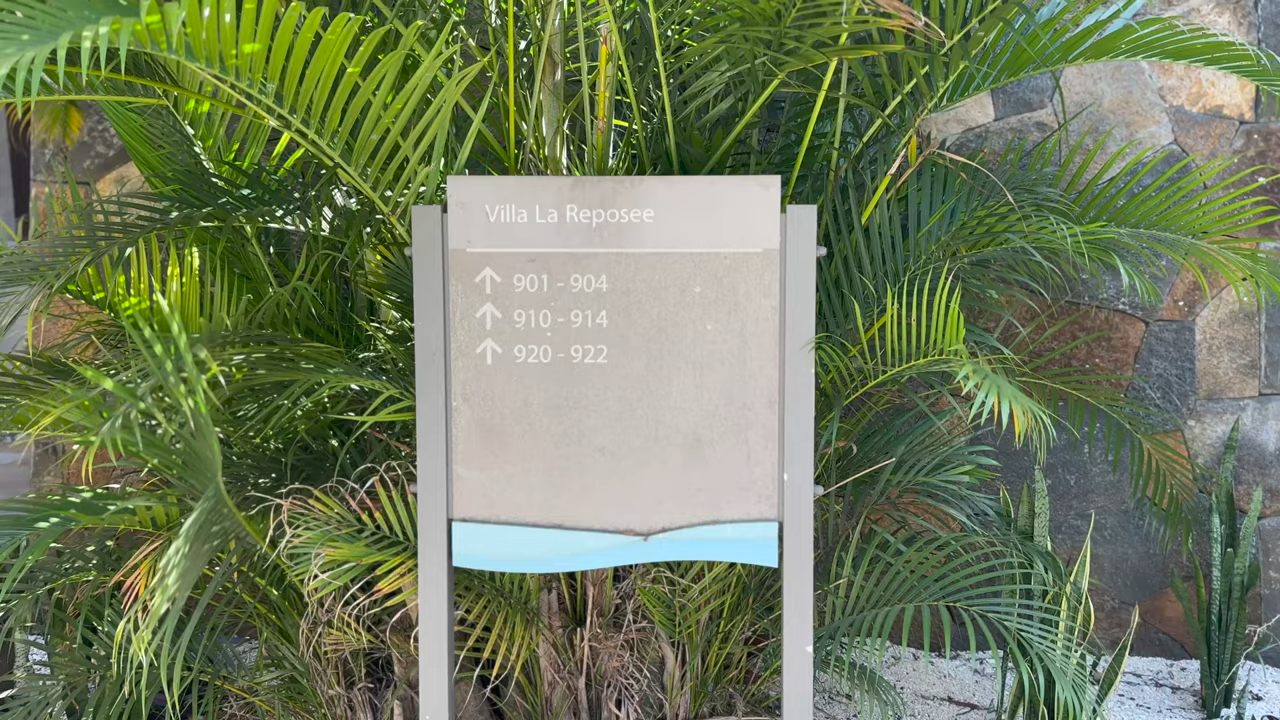 Villa La Reposee
↑ 901 - 904
↑ 910 - 914
↑ 920 - 922